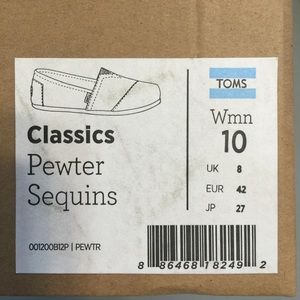 TOMS
Classics
Pewter
Sequins
001200B12P | PEWTR
Wmn
10
UK 8
EUR 42
JP 27
8 86468 18249 2